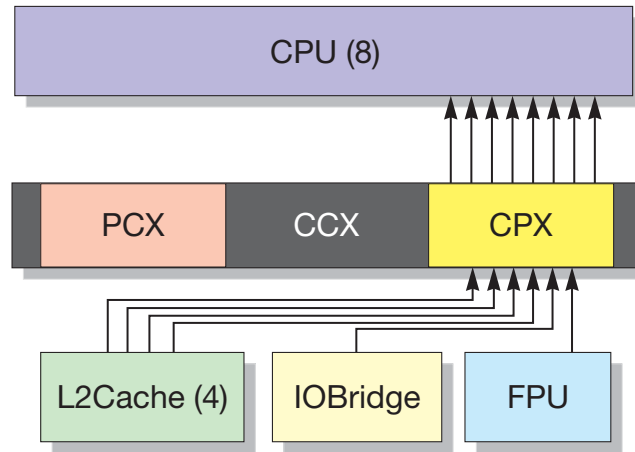 CPU (8)
PCX
CCX
CPX
L2Cache (4)
IOBridge
FPU